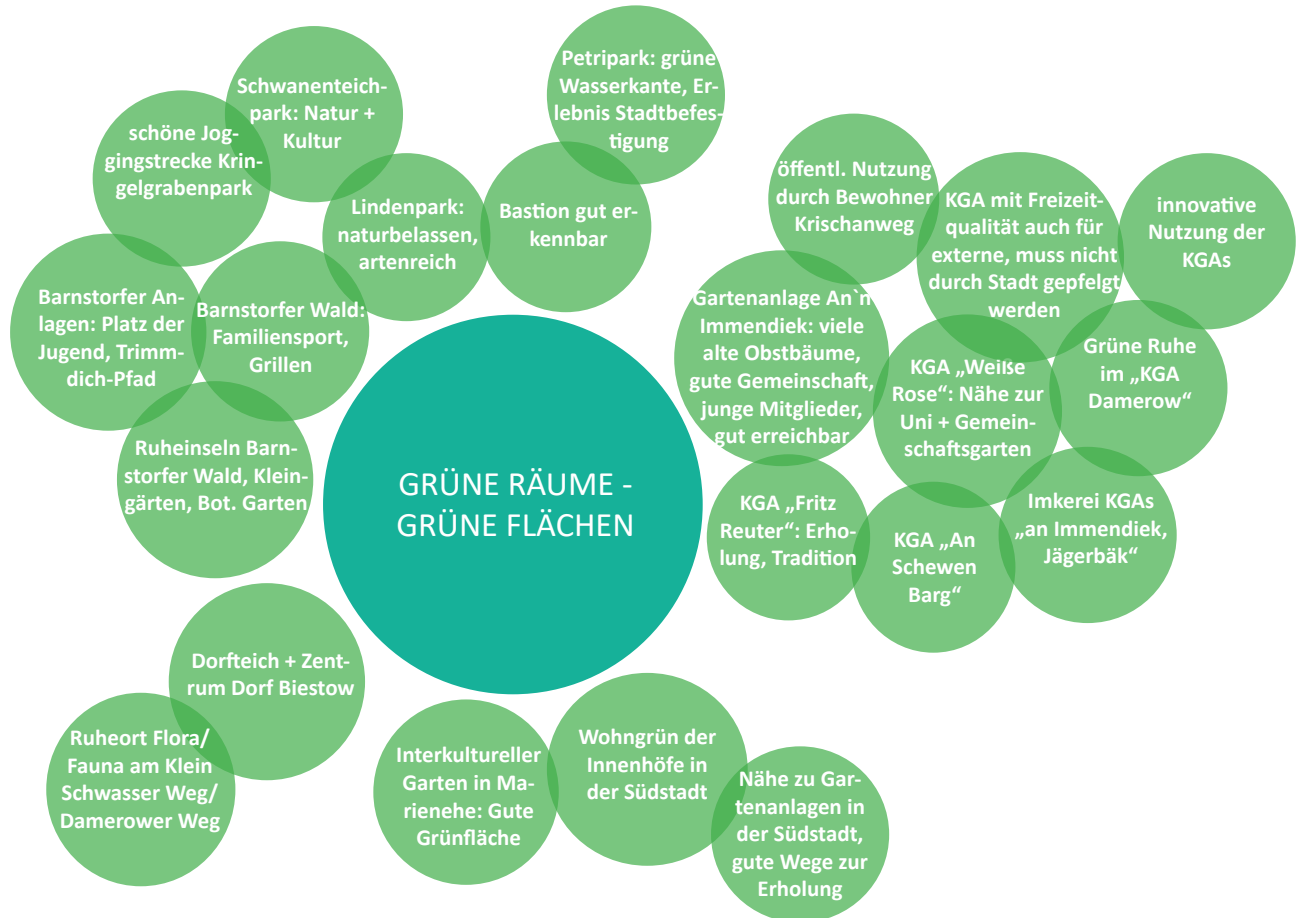 Petripark: grüne
Wasserkante, Er-
lebnis Stadtbefes-
tigung
Schwanenteich-
park: Natur +
Kultur
schöne Jog-
gingstrecke Krin-
gelgrabenpark
Lindenpark:
naturbelassen,
artenreich
Bastion gut er-
kennbar
Barnstorfer An-
lagen: Platz der
Jugend, Trimm-
dich-Pfad
Barnstorfer Wald:
Familiensport,
Grillen
Ruheinseln Barn-
storfer Wald, Klein-
gärten, Bot. Garten
öffentl. Nutzung
durch Bewohner
Krischanweg
KGA mit Freizeit-
qualität auch für
externe, muss nicht
durch Stadt gepfelgt
werden
innovative
Nutzung der
KGAs
Gartenanlage An`n
Immendiek: viele
alte Obstbäume,
gute Gemeinschaft,
junge Mitglieder,
gut erreichbar
KGA „Weiße
Rose“: Nähe zur
Uni + Gemein-
schaftsgarten
Grüne Ruhe
im „KGA
Damerow“
GRÜNE RÄUME -
GRÜNE FLÄCHEN
KGA „Fritz
Reuter“: Erho-
lung, Tradition
KGA „An
Schewen
Barg“
Imkerei KGAs
„an Immendiek,
Jägerbäk“
Dorfteich + Zent-
rum Dorf Biestow
Ruheort Flora/
Fauna am Klein
Schwasser Weg/
Damerower Weg
Interkultureller
Garten in Ma-
rienehe: Gute
Grünfläche
Wohngrün der
Innenhöfe in
der Südstadt
Nähe zu Gar-
tenanlagen in
der Südstadt,
gute Wege zur
Erholung